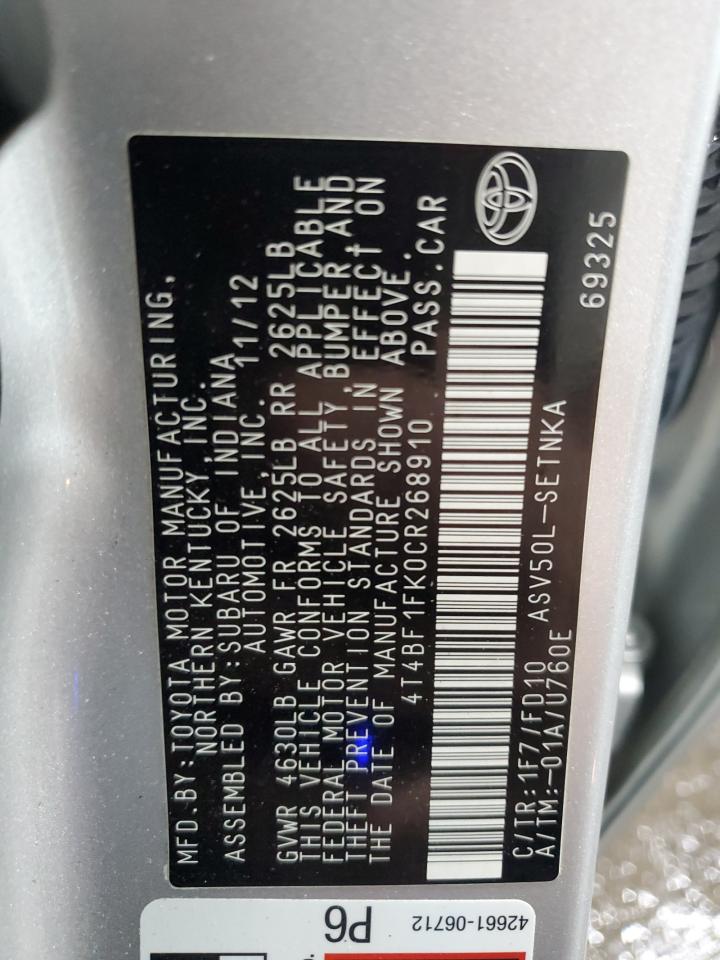 MFD.BY:TOYOTA MOTOR MANUFACTURING,
NORTHERN KENTUCKY, INC.
ASSEMBLED BY:SUBARU OF INDIANA
AUTOMOTIVE, INC. 11/12
GVWR 4630LB GAWR FR 2625LB RR 2625LB
THIS VEHICLE CONFORMS TO ALL APPLICABLE
FEDERAL MOTOR VEHICLE SAFETY, BUMPER AND
THEFT PREVENTION STANDARDS IN EFFECT ON
THE DATE OF MANUFACTURE SHOWN ABOVE.
4T4BF1FK0CR268910 PASS.CAR
C/TR:1F7/FD10 ASV50L-SETNKA
A/TM:-01A/U760E 69325
P6
42661-06712